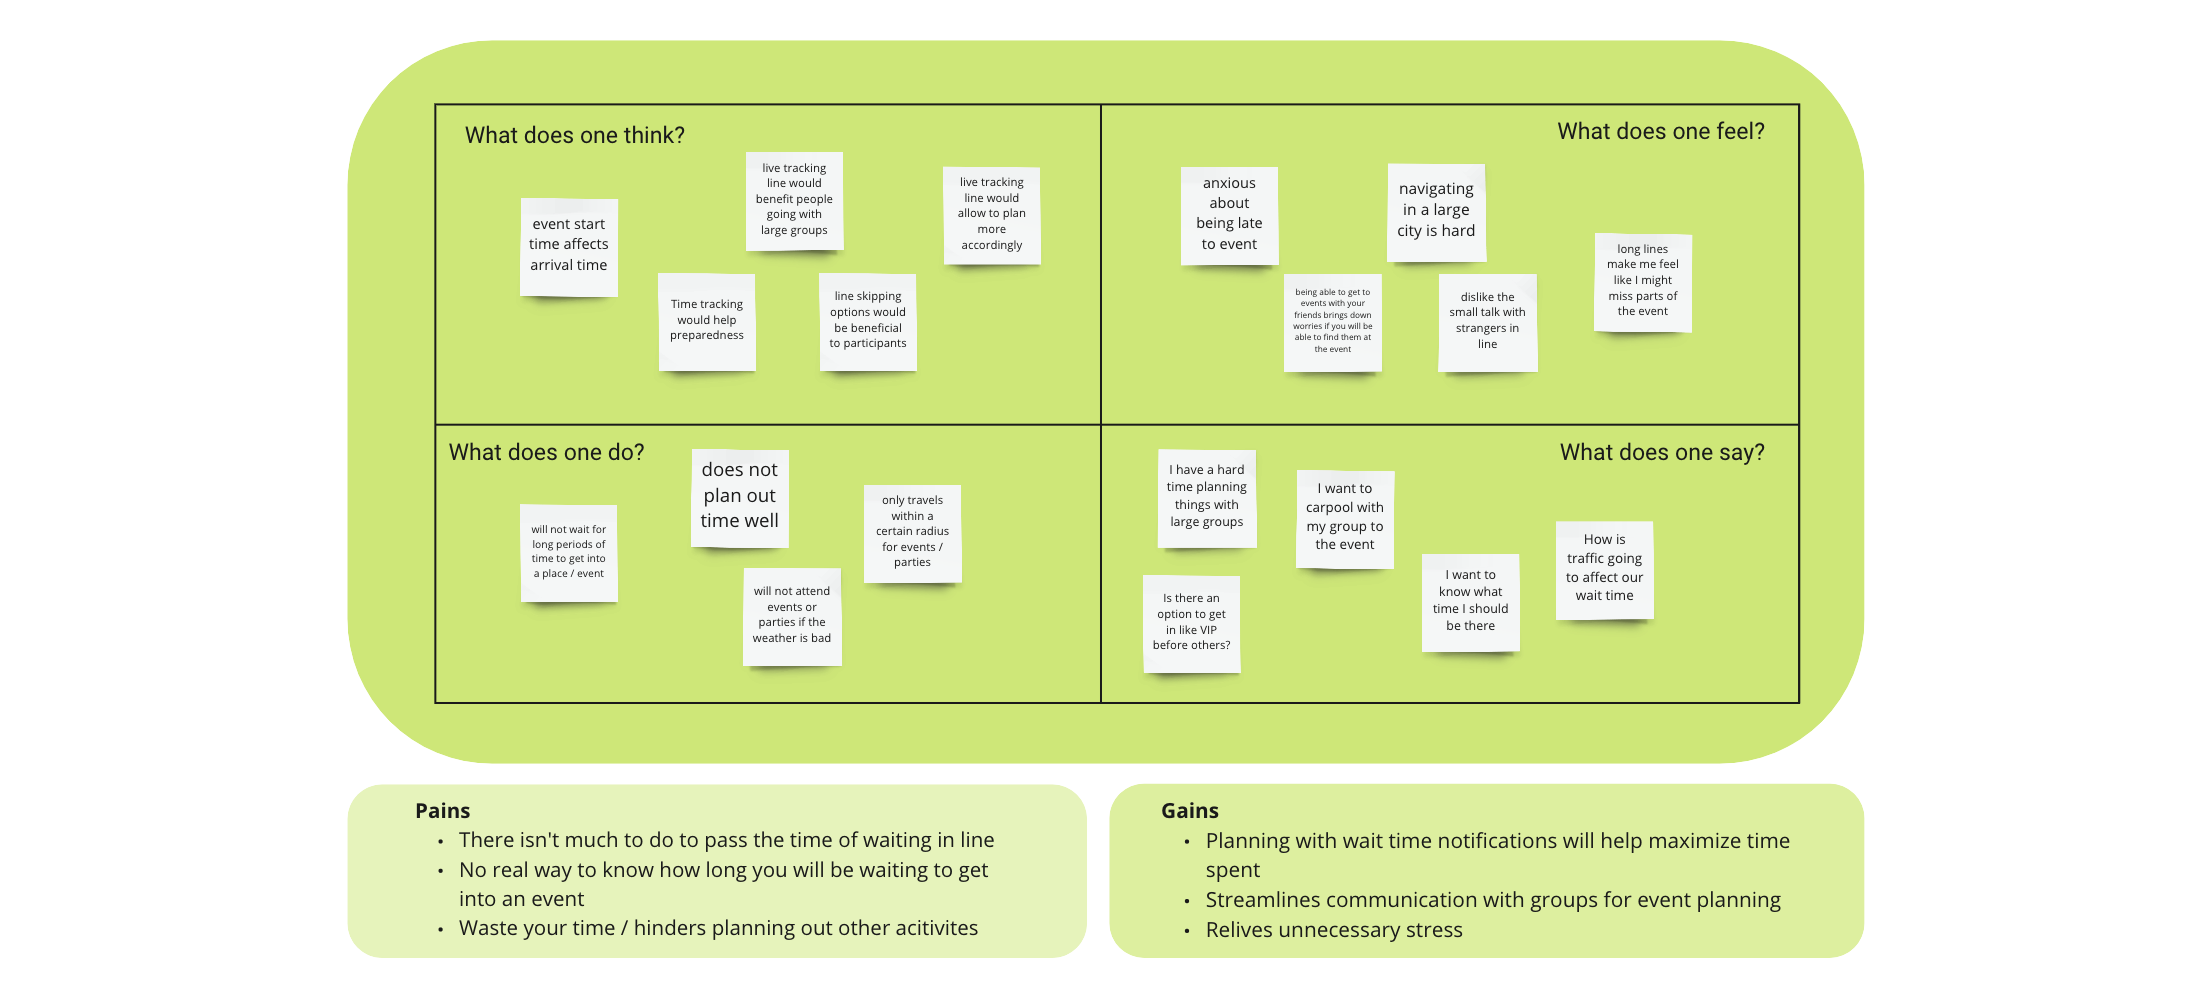 What does one think?
event start
time affects
arrival time
live tracking
line would
benefit people
going with
large groups
live tracking
line would
allow to plan
more
accordingly
Time tracking
would help
preparedness
line skipping
options would
be beneficial
to participants
What does one feel?
anxious
about
being late
to event
navigating
in a large
city is hard
long lines
make me feel
like I might
miss parts of
the event
being able to get to
events with your
friends brings down
worries if you will be
able to find them at
the event
dislike the
small talk with
strangers in
line
What does one do?
will not wait for
long periods of
time to get into
a place / event
does not
plan out
time well
only travels
within a
certain radius
for events /
parties
will not attend
events or
parties if the
weather is bad
What does one say?
I have a hard
time planning
things with
large groups
I want to
carpool with
my group to
the event
How is
traffic going
to affect our
wait time
I want to
know what
time I should
be there
Is there an
option to get
in like VIP
before others?
Pains
• There isn't much to do to pass the time of waiting in line
• No real way to know how long you will be waiting to get
into an event
• Waste your time / hinders planning out other acitivites
Gains
• Planning with wait time notifications will help maximize time
spent
• Streamlines communication with groups for event planning
• Relives unnecessary stress